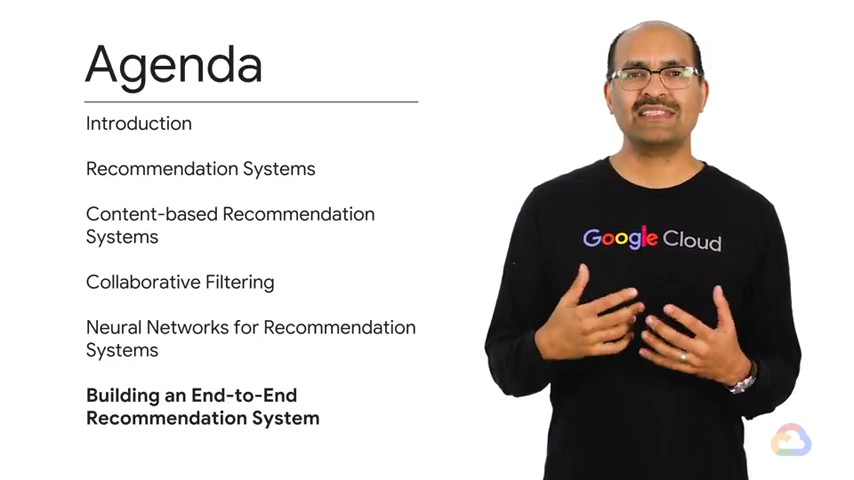 Agenda
Introduction
Recommendation Systems
Content-based Recommendation
Systems
Collaborative Filtering
Neural Networks for Recommendation
Systems
Building an End-to-End
Recommendation System
Google Cloud